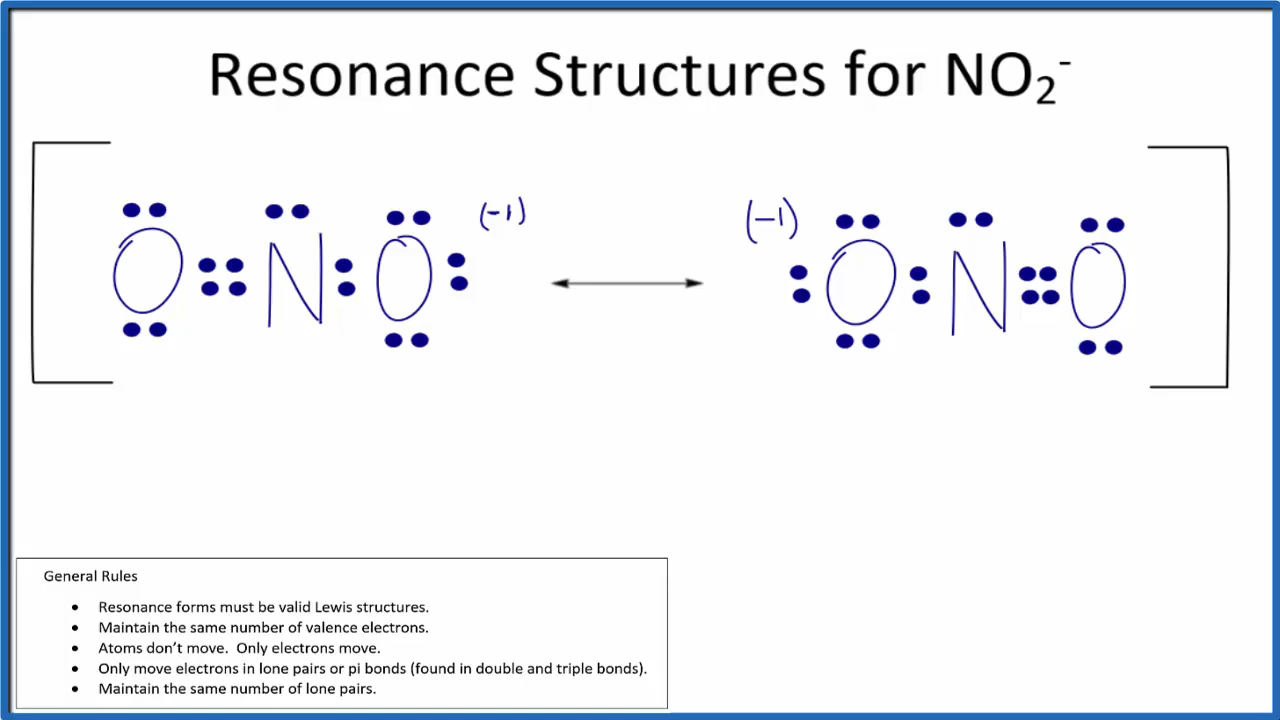 Resonance Structures for NO₂⁻
(-1) (-1)
O N O O N O
General Rules
• Resonance forms must be valid Lewis structures.
• Maintain the same number of valence electrons.
• Atoms don’t move.  Only electrons move.
• Only move electrons in lone pairs or pi bonds (found in double and triple bonds).
• Maintain the same number of lone pairs.